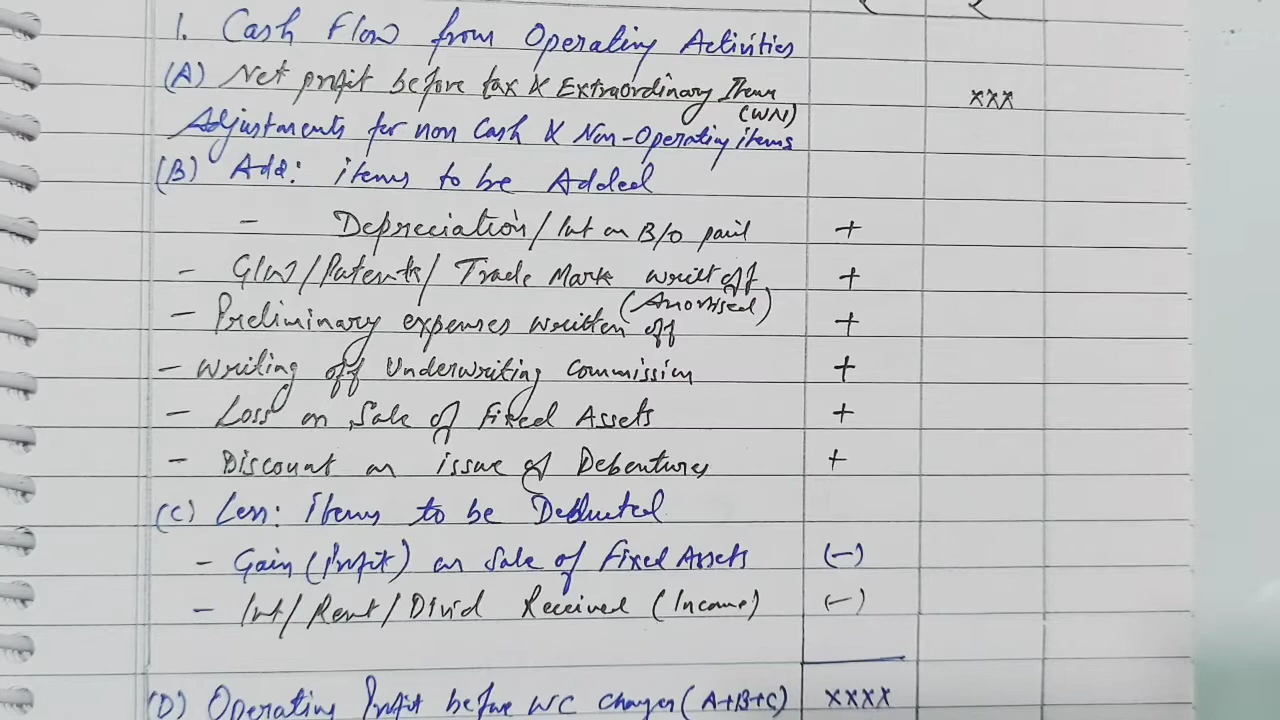 ₹ ₹
1. Cash Flow from Operating Activities
(A) Net profit before tax & Extraordinary Items xxx
(WN)
Adjustments for non Cash & Non-Operating items
(B) Add: items to be Added
- Depreciation/Int on B/O paid +
- G/W/Patents/Trade Mark writt off +
(Amortised)
- Preliminary expenses written off +
- Writing off Underwriting Commission +
- Loss on Sale of Fixed Assets +
- Discount on issue of Debentures +
(C) Less: items to be Deducted
- Gain (Profit) on Sale of Fixed Assets (-)
- Int/Rent/Divid Received (Income) (-)
(D) Operating Profit before WC changes (A+B+C) xxxx